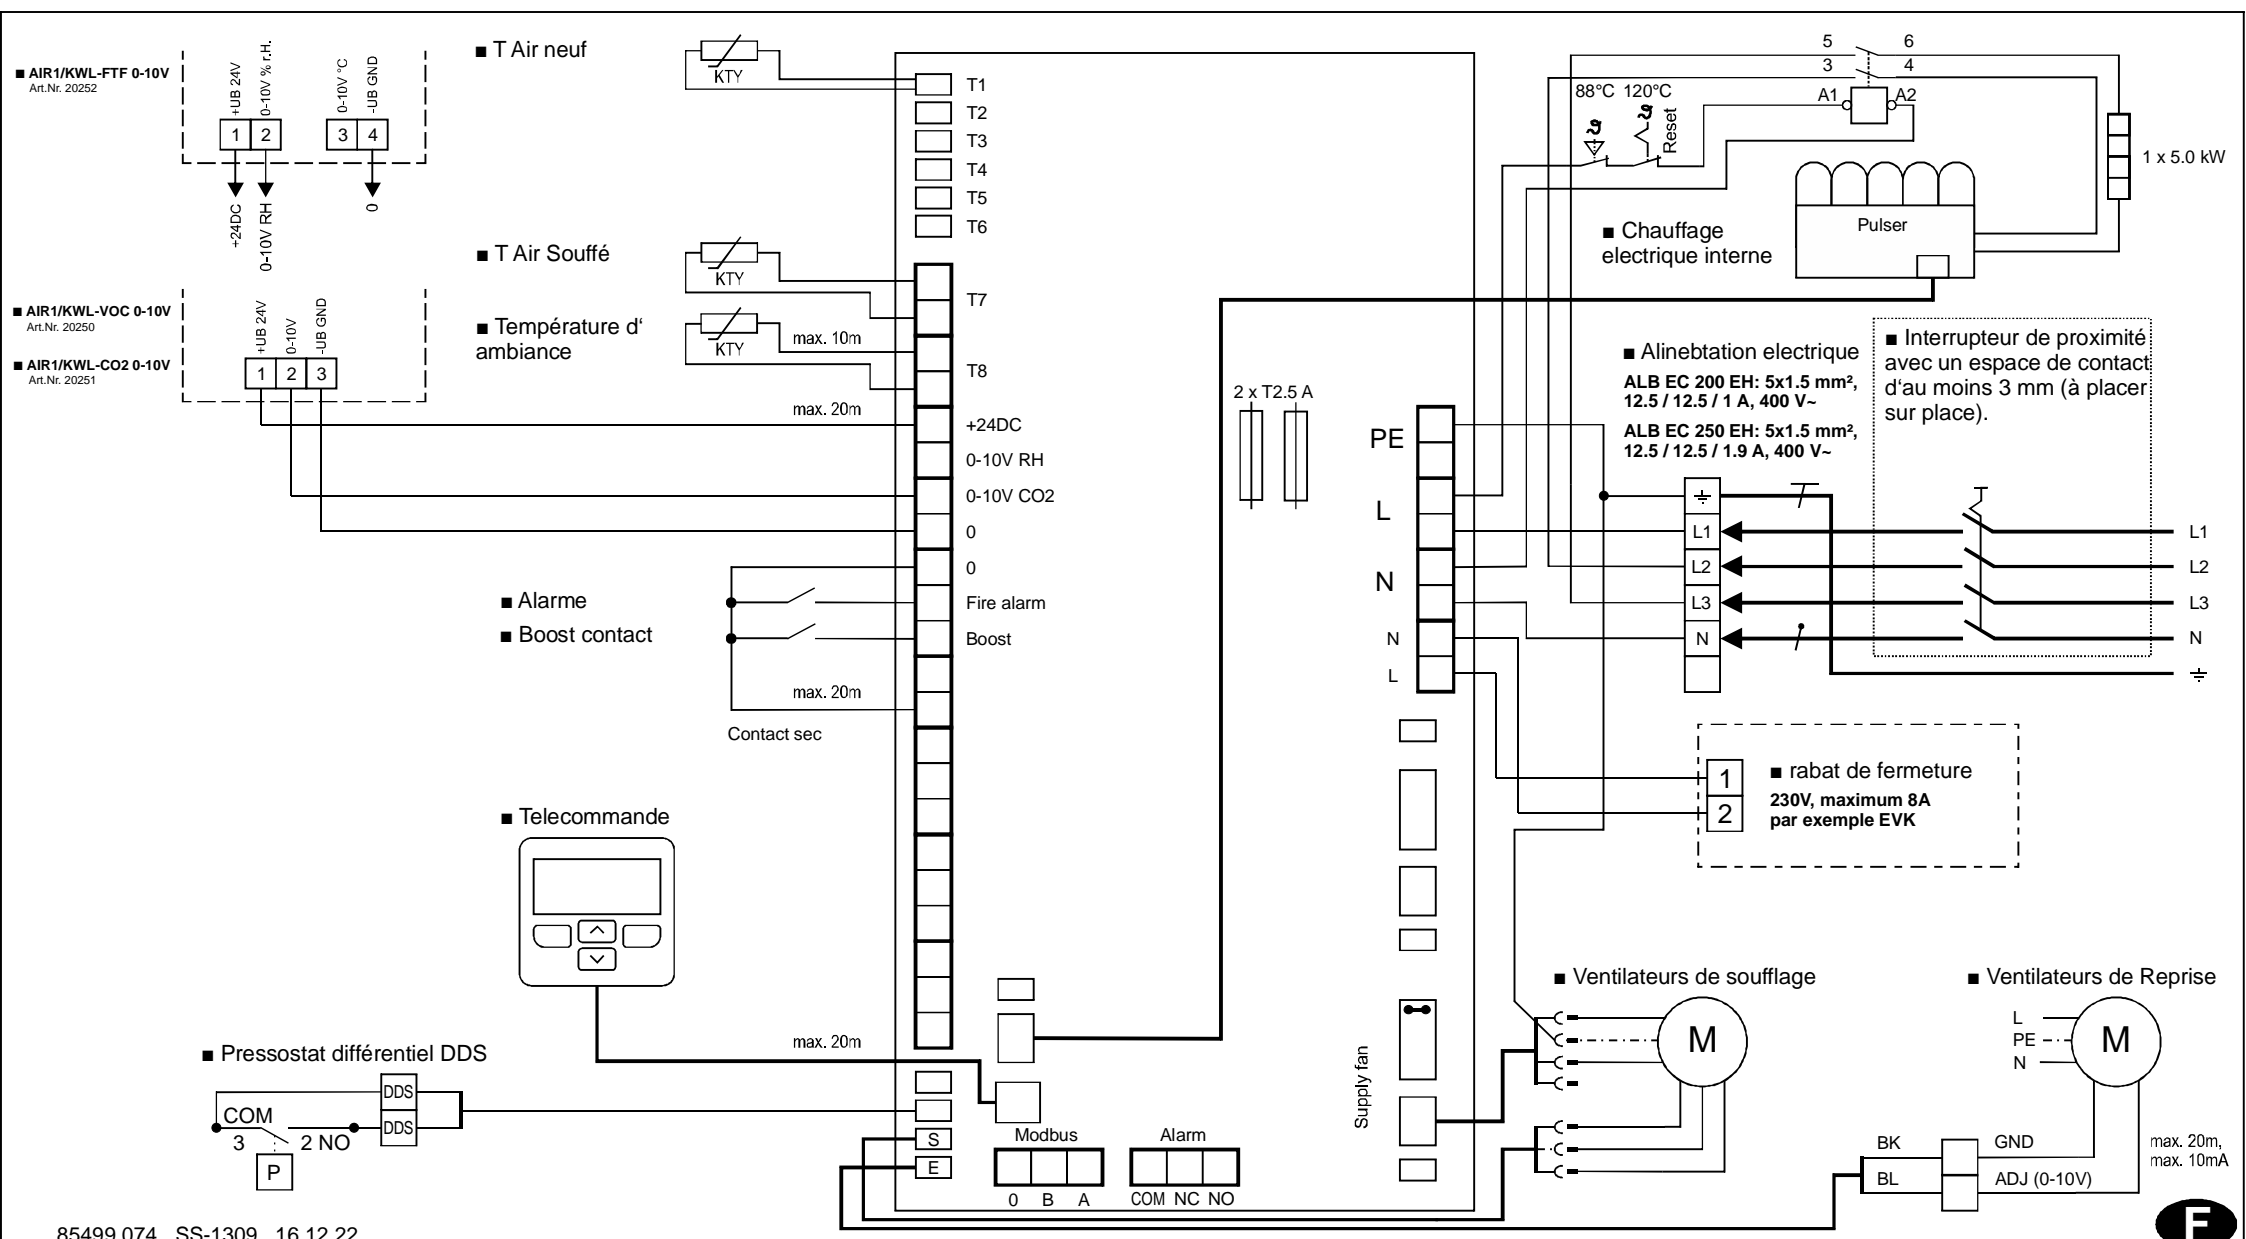 ■ AIR1/KWL-FTF 0-10V
Art.Nr. 20252
+UB 24V
0-10V % r.H.
0-10V °C
-UB GND
1 2 3 4
+24DC
0-10V RH
0
■ AIR1/KWL-VOC 0-10V
Art.Nr. 20250
■ AIR1/KWL-CO2 0-10V
Art.Nr. 20251
+UB 24V
0-10V
-UB GND
1 2 3
■ T Air neuf
KTY
■ T Air Souffé
KTY
■ Température d‘
ambiance
KTY
max. 10m
max. 20m
■ Alarme
■ Boost contact
max. 20m
Contact sec
■ Telecommande
max. 20m
■ Pressostat différentiel DDS
DDS
DDS
COM
3
2 NO
P
T1
T2
T3
T4
T5
T6
T7
T8
+24DC
0-10V RH
0-10V CO2
0
0
Fire alarm
Boost
S
E
Modbus
0 B A
Alarm
COM NC NO
2 x T2.5 A
PE
L
N
N
L
Supply fan
5 6
3 4
A1 A2
88°C 120°C
Reset
1 x 5.0 kW
■ Chauffage
electrique interne
Pulser
■ Alinebtation electrique
ALB EC 200 EH: 5x1.5 mm²,
12.5 / 12.5 / 1 A, 400 V~
ALB EC 250 EH: 5x1.5 mm²,
12.5 / 12.5 / 1.9 A, 400 V~
■ Interrupteur de proximité
avec un espace de contact
d‘au moins 3 mm (à placer
sur place).
L1
L2
L3
N
L1
L2
L3
N
1
2
■ rabat de fermeture
230V, maximum 8A
par exemple EVK
■ Ventilateurs de soufflage
M
■ Ventilateurs de Reprise
L
PE
N
M
BK
BL
GND
ADJ (0-10V)
max. 20m,
max. 10mA
85499.074 SS-1309 16.12.22
F